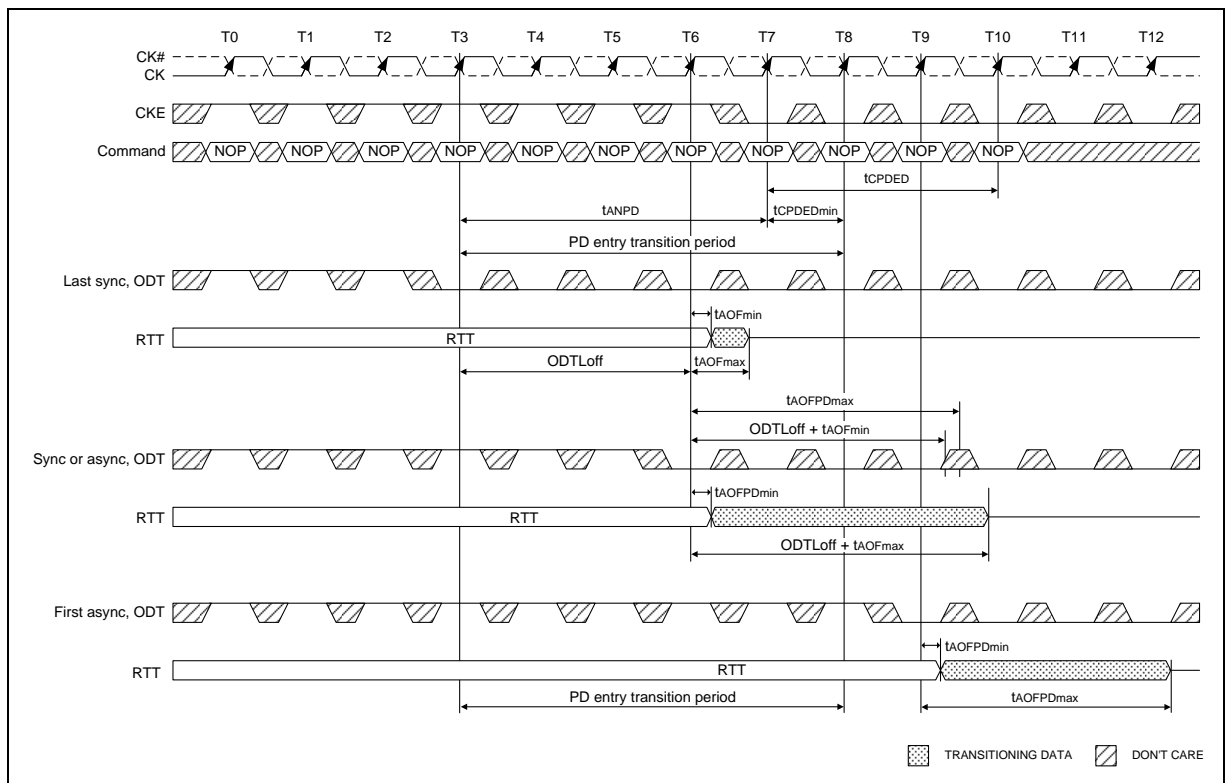 T0 T1 T2 T3 T4 T5 T6 T7 T8 T9 T10 T11 T12
CK#
CK
CKE
Command NOP NOP NOP NOP NOP NOP NOP NOP NOP NOP NOP
tCPDED
tANPD tCPDEDmin
PD entry transition period
Last sync, ODT
tAOFmin
RTT RTT
ODTLoff tAOFmax
tAOFPDmax
ODTLoff + tAOFmin
Sync or async, ODT
tAOFPDmin
RTT RTT
ODTLoff + tAOFmax
First async, ODT
tAOFPDmin
RTT RTT
PD entry transition period tAOFPDmax
TRANSITIONING DATA DON'T CARE